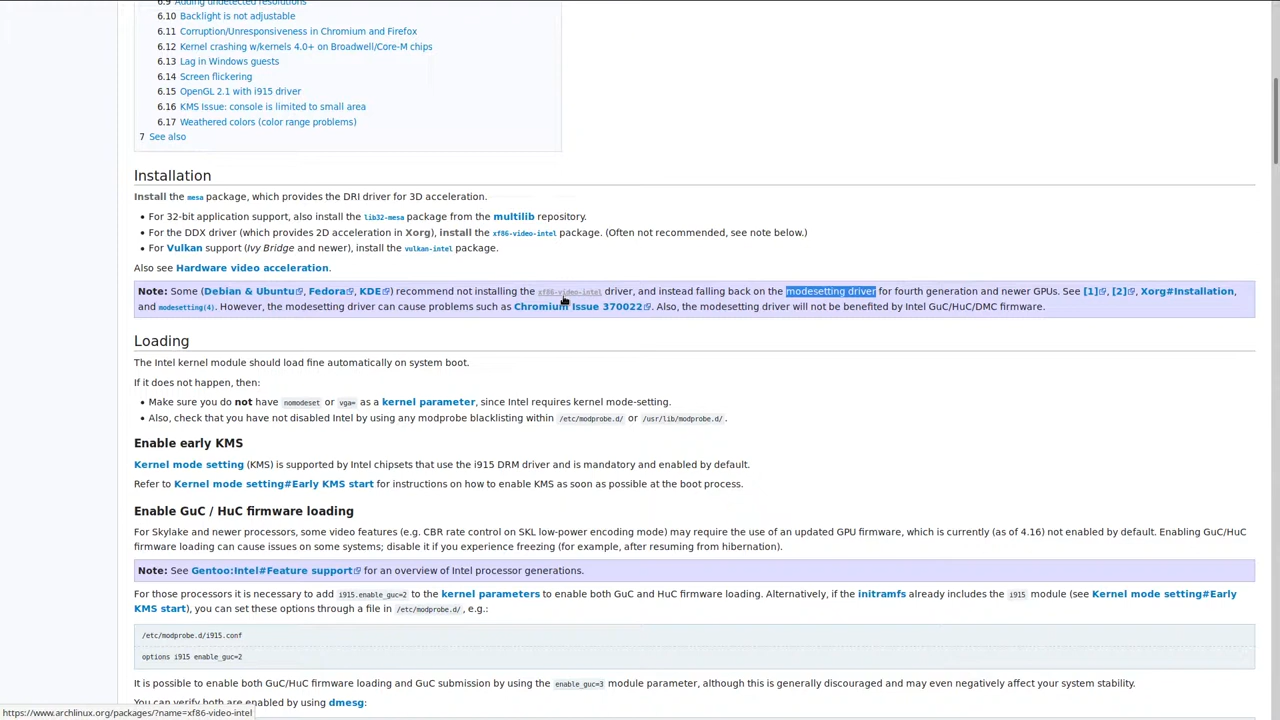 6.9 Adding undetected resolutions
6.10 Backlight is not adjustable
6.11 Corruption/Unresponsiveness in Chromium and Firefox
6.12 Kernel crashing w/kernels 4.0+ on Broadwell/Core-M chips
6.13 Lag in Windows guests
6.14 Screen flickering
6.15 OpenGL 2.1 with i915 driver
6.16 KMS Issue: console is limited to small area
6.17 Weathered colors (color range problems)
7 See also
Installation
Install the mesa package, which provides the DRI driver for 3D acceleration.
• For 32-bit application support, also install the lib32-mesa package from the multilib repository.
• For the DDX driver (which provides 2D acceleration in Xorg), install the xf86-video-intel package. (Often not recommended, see note below.)
• For Vulkan support (Ivy Bridge and newer), install the vulkan-intel package.
Also see Hardware video acceleration.
Note: Some (Debian & Ubuntu, Fedora, KDE) recommend not installing the xf86-video-intel driver, and instead falling back on the modesetting driver for fourth generation and newer GPUs. See [1], [2], Xorg#Installation,
and modesetting(4). However, the modesetting driver can cause problems such as Chromium Issue 370022. Also, the modesetting driver will not be benefited by Intel GuC/HuC/DMC firmware.
Loading
The Intel kernel module should load fine automatically on system boot.
If it does not happen, then:
• Make sure you do not have nomodeset or vga= as a kernel parameter, since Intel requires kernel mode-setting.
• Also, check that you have not disabled Intel by using any modprobe blacklisting within /etc/modprobe.d/ or /usr/lib/modprobe.d/.
Enable early KMS
Kernel mode setting (KMS) is supported by Intel chipsets that use the i915 DRM driver and is mandatory and enabled by default.
Refer to Kernel mode setting#Early KMS start for instructions on how to enable KMS as soon as possible at the boot process.
Enable GuC / HuC firmware loading
For Skylake and newer processors, some video features (e.g. CBR rate control on SKL low-power encoding mode) may require the use of an updated GPU firmware, which is currently (as of 4.16) not enabled by default. Enabling GuC/HuC
firmware loading can cause issues on some systems; disable it if you experience freezing (for example, after resuming from hibernation).
Note: See Gentoo:Intel#Feature support for an overview of Intel processor generations.
For those processors it is necessary to add i915.enable_guc=2 to the kernel parameters to enable both GuC and HuC firmware loading. Alternatively, if the initramfs already includes the i915 module (see Kernel mode setting#Early
KMS start), you can set these options through a file in /etc/modprobe.d/, e.g.:
/etc/modprobe.d/i915.conf
options i915 enable_guc=2
It is possible to enable both GuC/HuC firmware loading and GuC submission by using the enable_guc=3 module parameter, although this is generally discouraged and may even negatively affect your system stability.
You can verify both are enabled by using dmesg:
https://www.archlinux.org/packages/?name=xf86-video-intel